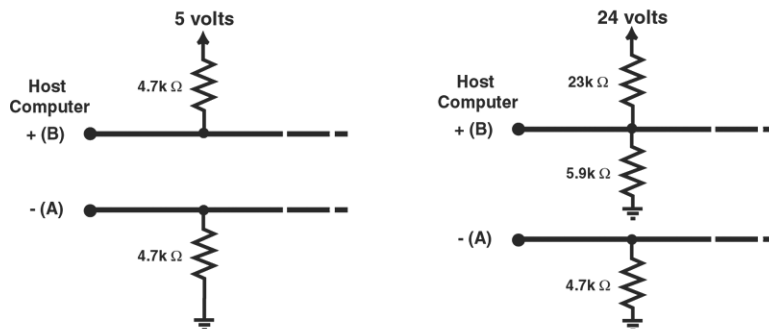 5 volts
4.7k Ω
Host
Computer
+ (B)
- (A)
4.7k Ω
24 volts
23k Ω
Host
Computer
+ (B)
5.9k Ω
- (A)
4.7k Ω